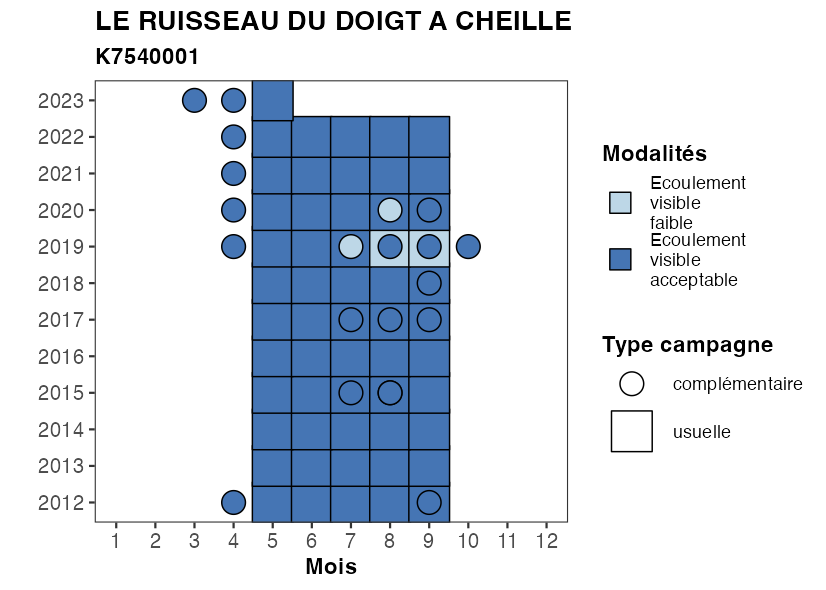 LE RUISSEAU DU DOIGT A CHEILLE
K7540001
2023
2022
2021
2020
2019
2018
2017
2016
2015
2014
2013
2012
1 2 3 4 5 6 7 8 9 10 11 12
Mois
Modalités
Ecoulement
visible
faible
Ecoulement
visible
acceptable
Type campagne
complémentaire
usuelle